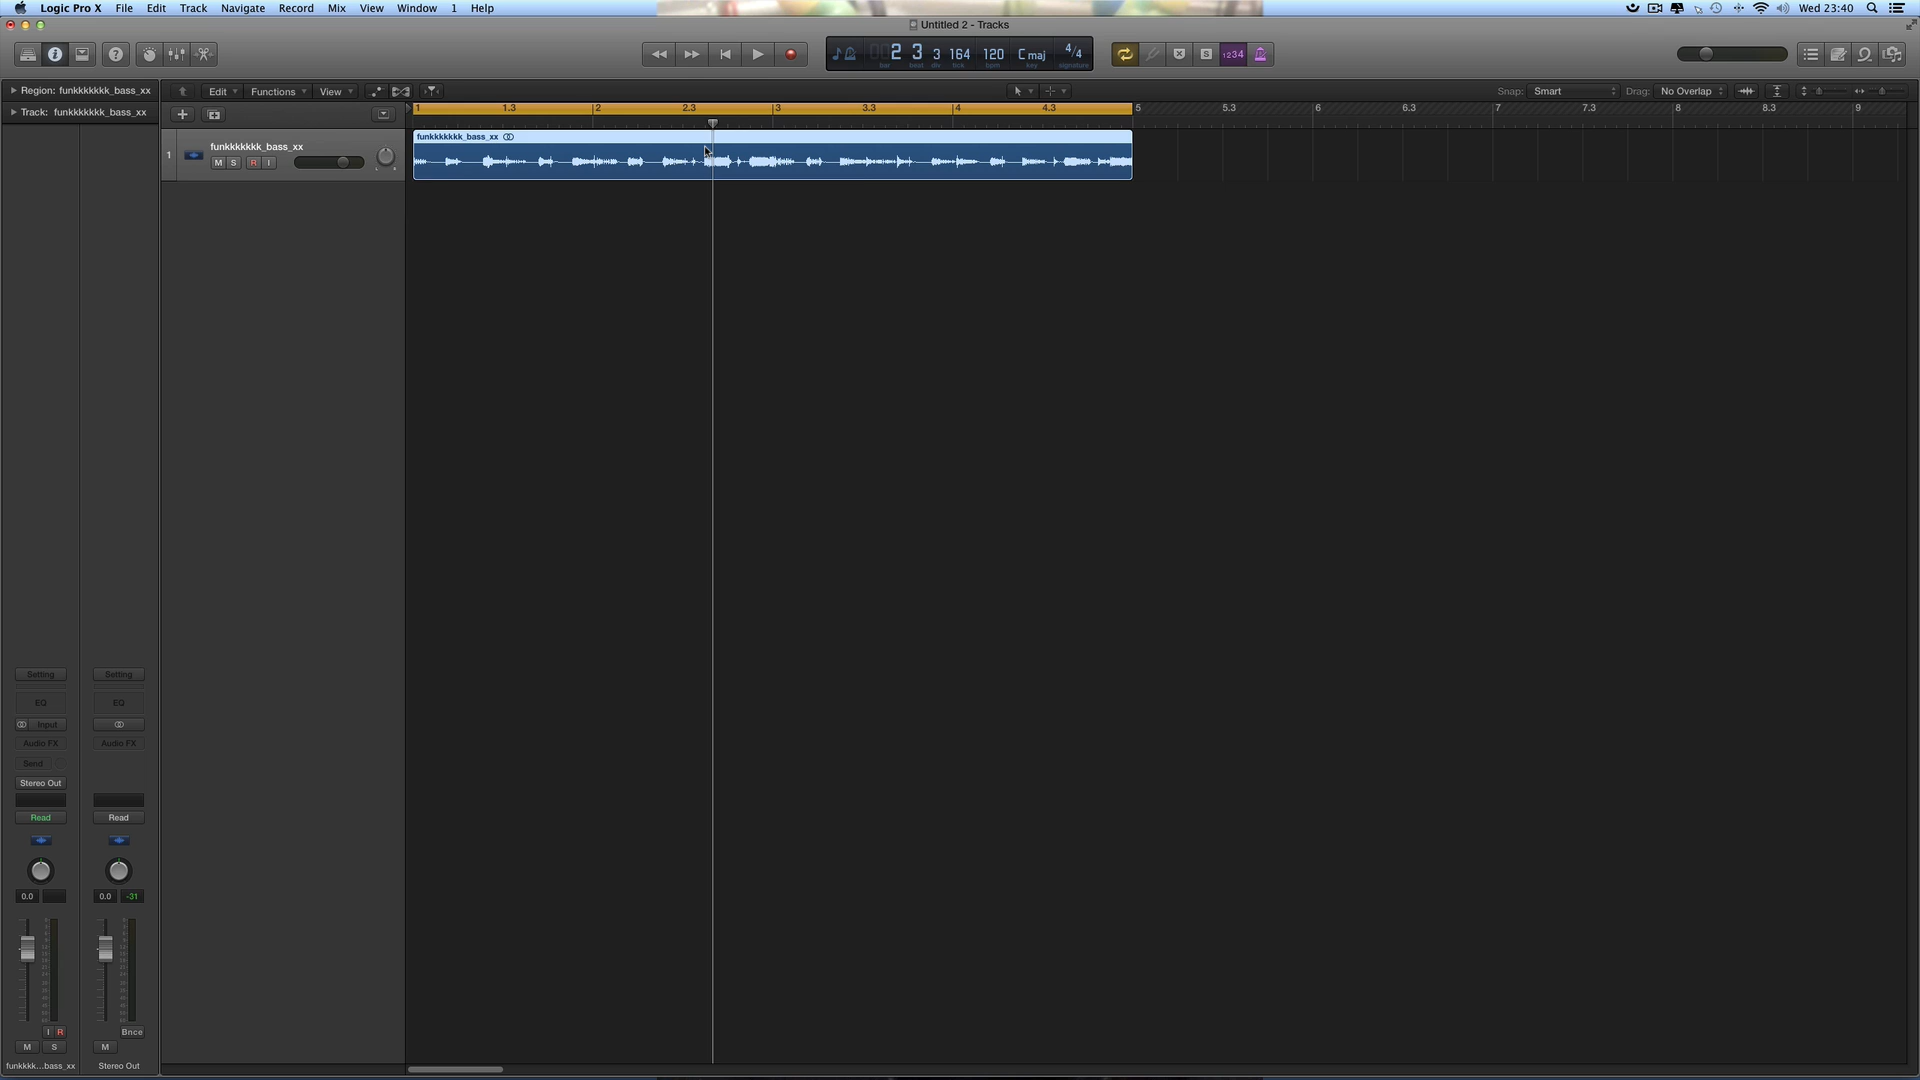 Logic Pro X File Edit Track Navigate Record Mix View Window 1 Help Wed 23:40
Untitled 2 - Tracks
2 3 3 164 120 C maj 4/4 S 1234
bar beat div tick bpm key signature
Region: funkkkkkkk_bass_xx Edit Functions View Snap: Smart Drag: No Overlap
Track: funkkkkkkk_bass_xx
1 1.3 2 2.3 3 3.3 4 4.3 5 5.3 6 6.3 7 7.3 8 8.3 9
funkkkkkkk_bass_xx
1 funkkkkkkk_bass_xx
M S R I
L R
Setting Setting
EQ EQ
Input
Audio FX Audio FX
Send
Stereo Out
Read Read
0.0 0.0 -31
I R Bnce
M S M
funkkkk...bass_xx Stereo Out